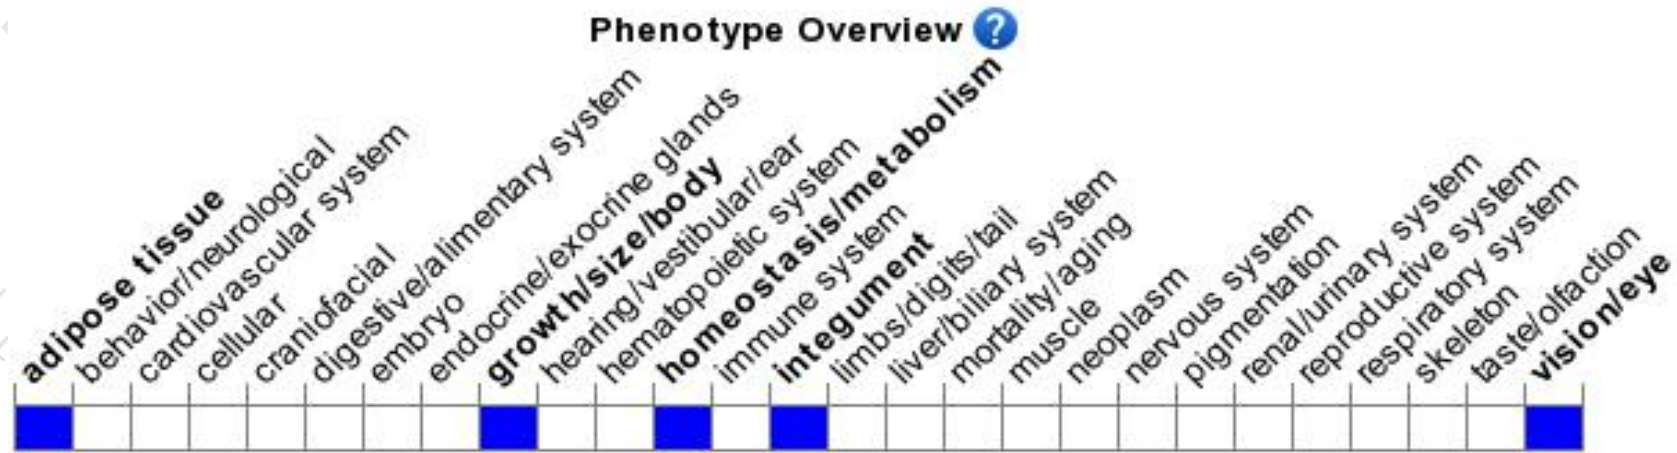 Phenotype Overview ?
adipose tissue
behavior/neurological
cardiovascular system
cellular
craniofacial
digestive/alimentary system
embryo
endocrine/exocrine glands
growth/size/body
hearing/vestibular/ear
hematopoietic system
homeostasis/metabolism
immune system
integument
limbs/digits/tail
liver/biliary system
mortality/aging
muscle
neoplasm
nervous system
pigmentation
renal/urinary system
reproductive system
respiratory system
skeleton
taste/olfaction
vision/eye